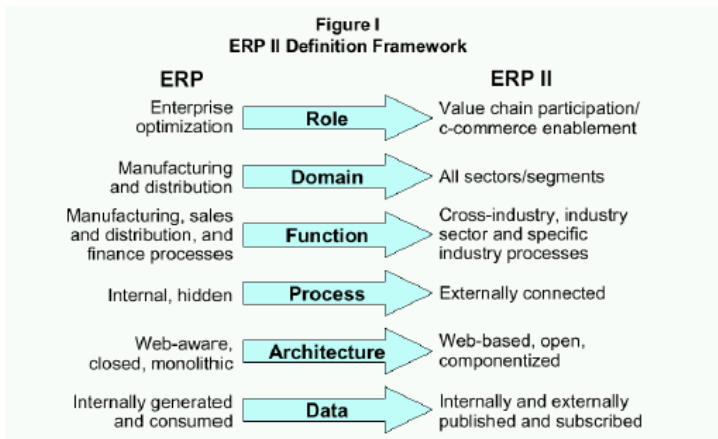 Figure I
ERP II Definition Framework
ERP
ERP II
Enterprise
optimization
Role
Value chain participation/
c-commerce enablement
Manufacturing
and distribution
Domain
All sectors/segments
Manufacturing, sales
and distribution, and
finance processes
Function
Cross-industry, industry
sector and specific
industry processes
Internal, hidden
Process
Externally connected
Web-aware,
closed, monolithic
Architecture
Web-based, open,
componentized
Internally generated
and consumed
Data
Internally and externally
published and subscribed